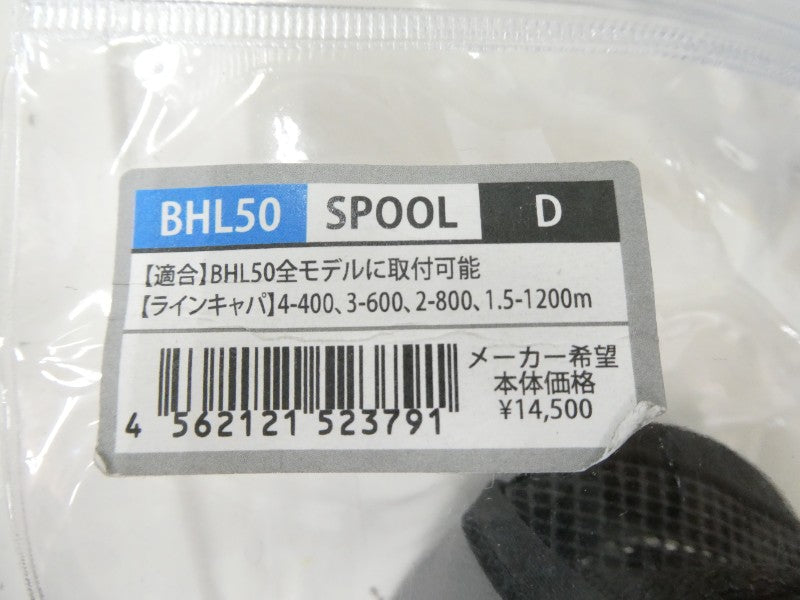 BHL50 SPOOL D
【適合】BHL50全モデルに取付可能
【ラインキャパ】4-400、3-600、2-800、1.5-1200m
メーカー希望
本体価格
¥14,500
4 562121 523791